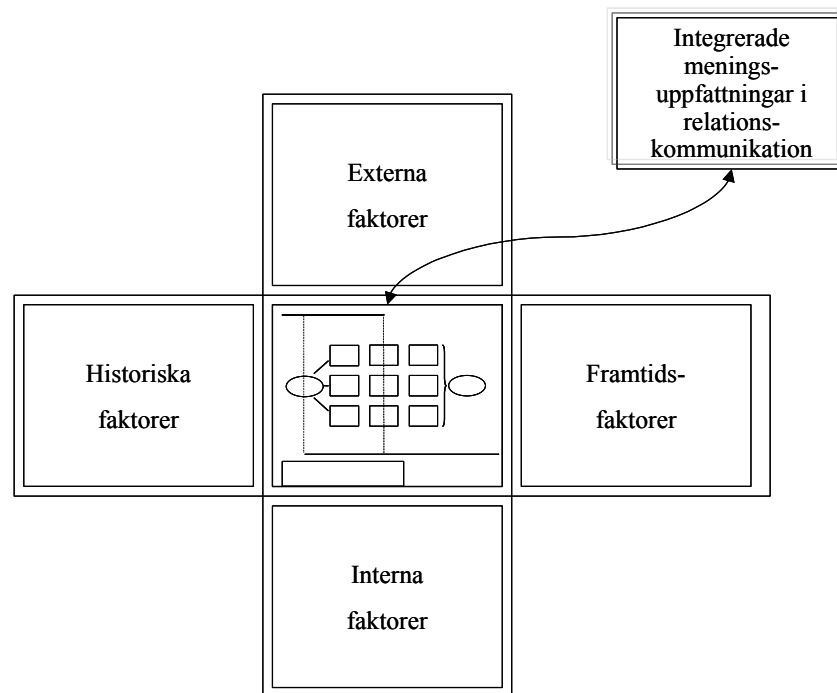 Integrerade
menings-
uppfattningar i
relations-
kommunikation
Externa
faktorer
Historiska
faktorer
Framtids-
faktorer
Interna
faktorer